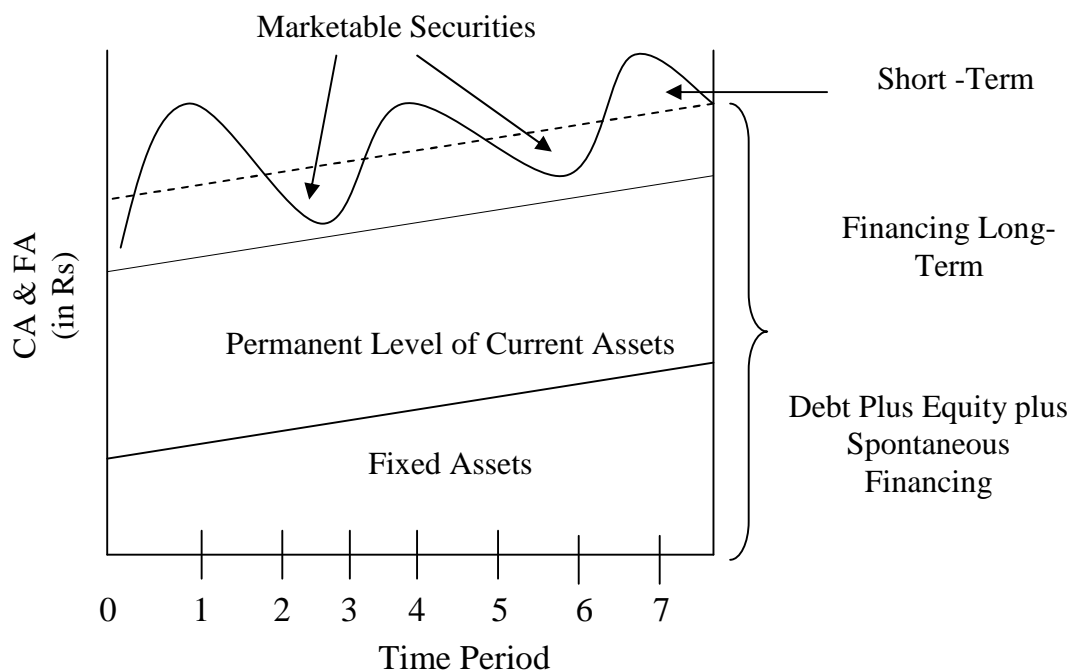 Marketable Securities
Short -Term
CA & FA
(in Rs)
Financing Long-
Term
Permanent Level of Current Assets
Debt Plus Equity plus
Spontaneous
Financing
Fixed Assets
0 1 2 3 4 5 6 7
Time Period